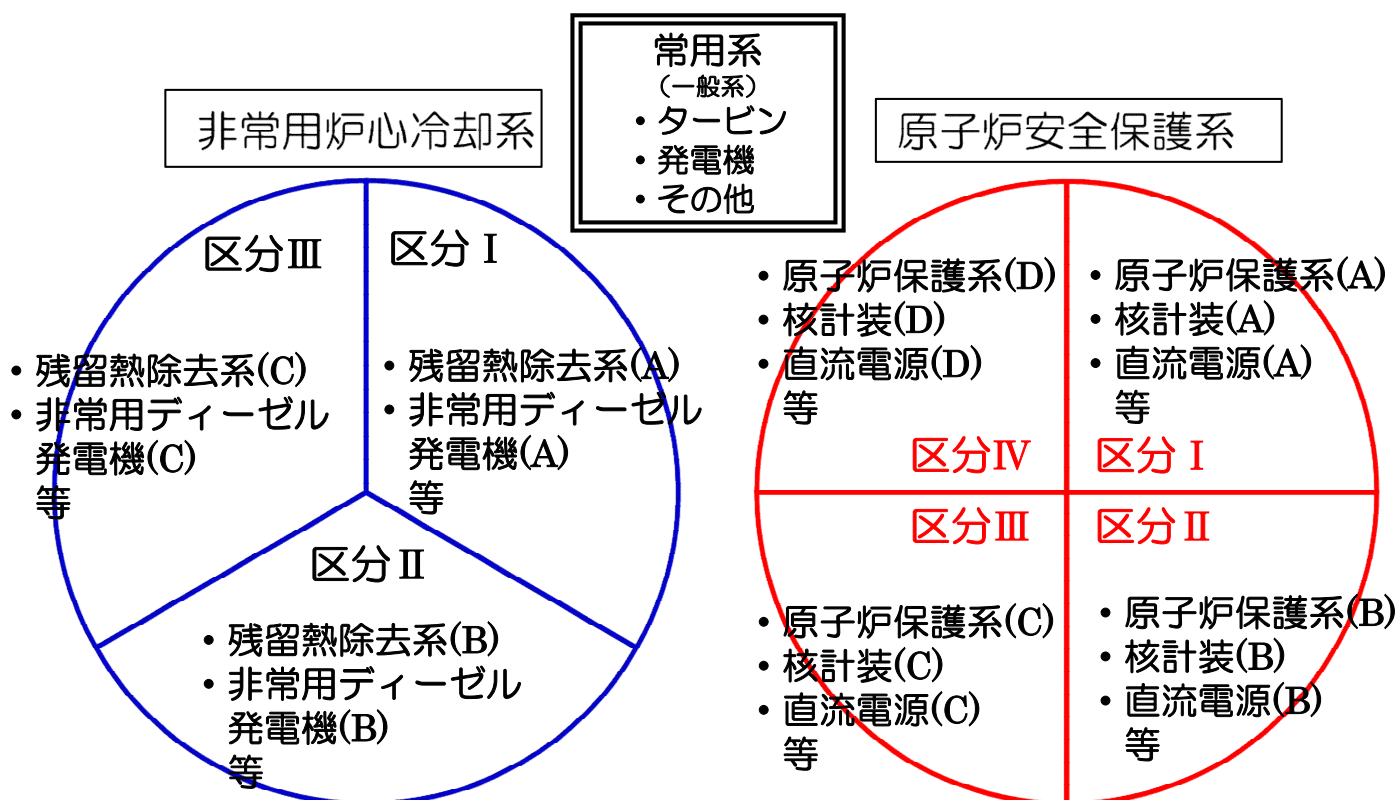 常用系
（一般系）
・タービン
・発電機
・その他
非常用炉心冷却系
区分Ⅲ
・残留熱除去系(C)
・非常用ディーゼル
発電機(C)
等
区分Ⅰ
・残留熱除去系(A)
・非常用ディーゼル
発電機(A)
等
区分Ⅱ
・残留熱除去系(B)
・非常用ディーゼル
発電機(B)
等
原子炉安全保護系
・原子炉保護系(D)
・核計装(D)
・直流電源(D)
等
区分Ⅳ
・原子炉保護系(A)
・核計装(A)
・直流電源(A)
等
区分Ⅰ
区分Ⅲ
・原子炉保護系(C)
・核計装(C)
・直流電源(C)
等
区分Ⅱ
・原子炉保護系(B)
・核計装(B)
・直流電源(B)
等